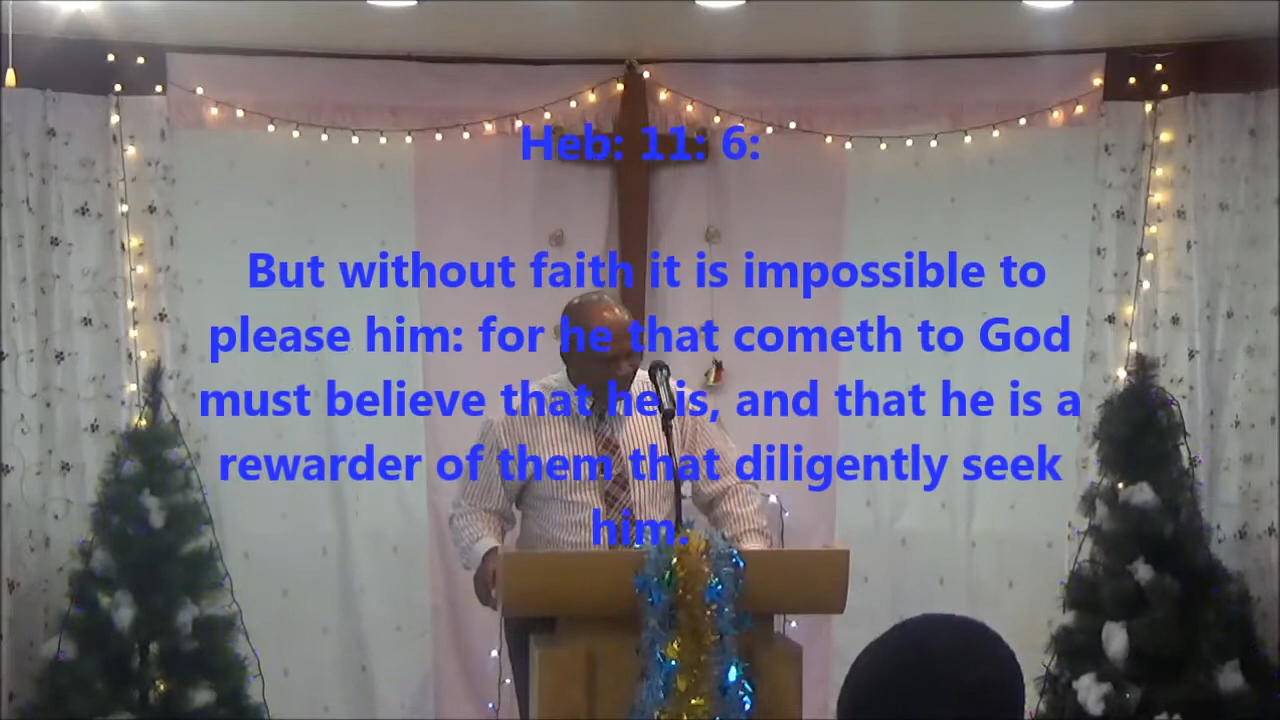 Heb: 11: 6:
But without faith it is impossible to
please him: for he that cometh to God
must believe that he is, and that he is a
rewarder of them that diligently seek
him.